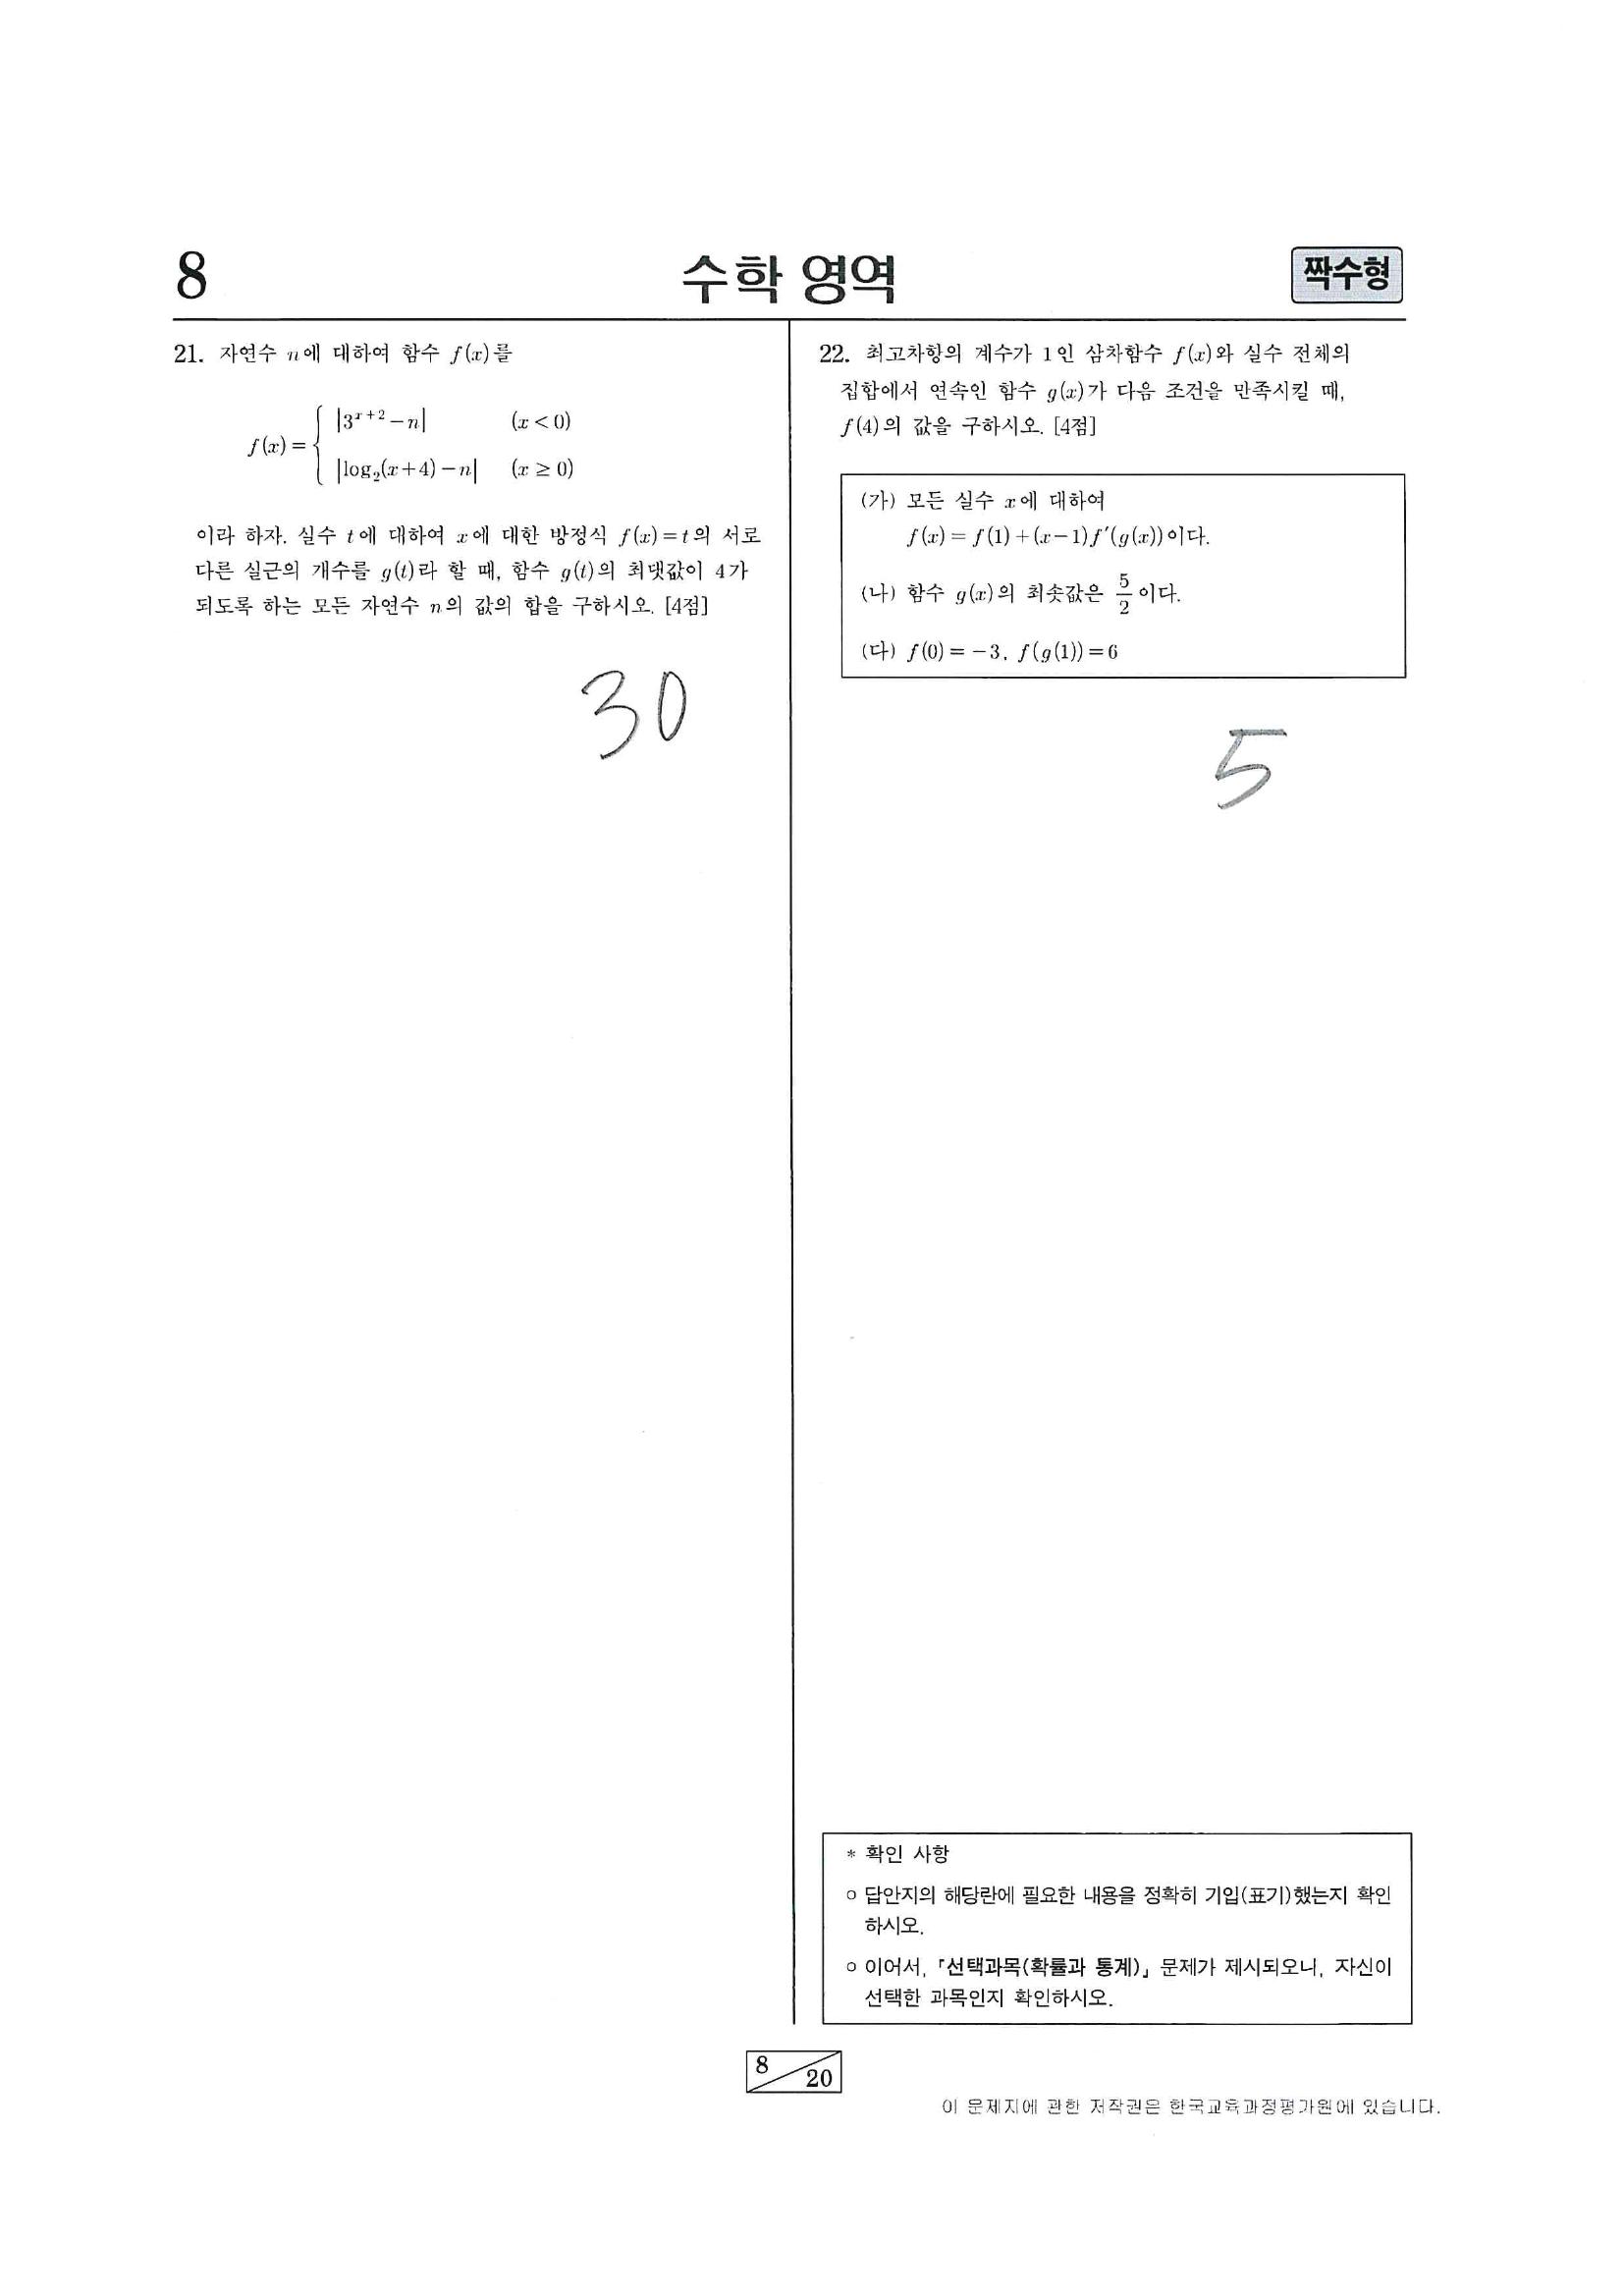 8
수학 영역
짝수형
21. 자연수 n에 대하여 함수 f(x)를
f(x) = { |3^{x+2} − n| (x < 0)
|log₂(x+4) − n| (x ≥ 0)
이라 하자. 실수 t에 대하여 x에 대한 방정식 f(x) = t의 서로
다른 실근의 개수를 g(t)라 할 때, 함수 g(t)의 최댓값이 4가
되도록 하는 모든 자연수 n의 값의 합을 구하시오. [4점]
30
22. 최고차항의 계수가 1인 삼차함수 f(x)와 실수 전체의
집합에서 연속인 함수 g(x)가 다음 조건을 만족시킬 때,
f(4)의 값을 구하시오. [4점]
(가) 모든 실수 x에 대하여
f(x) = f(1) + (x−1)f′(g(x))이다.
(나) 함수 g(x)의 최솟값은 5/2이다.
(다) f(0) = −3, f(g(1)) = 6
5
* 확인 사항
○ 답안지의 해당란에 필요한 내용을 정확히 기입(표기)했는지 확인
하시오.
○ 이어서, 「선택과목(확률과 통계)」 문제가 제시되오니, 자신이
선택한 과목인지 확인하시오.
8
20
이 문제지에 관한 저작권은 한국교육과정평가원에 있습니다.